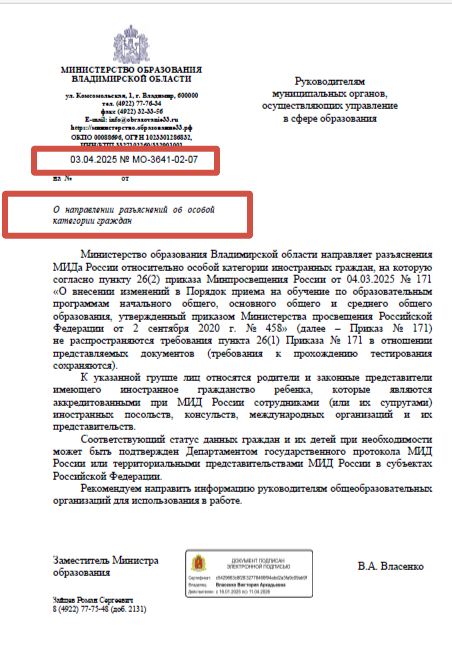 МИНИСТЕРСТВО ОБРАЗОВАНИЯ
ВЛАДИМИРСКОЙ ОБЛАСТИ
ул. Комсомольская, 1, г. Владимир, 600000
тел. (4922) 77-76-34
факс (4922) 32-33-56
E-mail: info@obrazovanie33.ru
https://министерство.образование33.рф
ОКПО 00088696, ОГРН 1023301286832,
03.04.2025 № МО-3641-02-07
на № от
Руководителям
муниципальных органов,
осуществляющих управление
в сфере образования
О направлении разъяснений об особой
категории граждан
Министерство образования Владимирской области направляет разъяснения
МИДа России относительно особой категории иностранных граждан, на которую
согласно пункту 26(2) приказа Минпросвещения России от 04.03.2025 № 171
«О внесении изменений в Порядок приема на обучение по образовательным
программам начального общего, основного общего и среднего общего
образования, утвержденный приказом Министерства просвещения Российской
Федерации от 2 сентября 2020 г. № 458» (далее – Приказ № 171)
не распространяются требования пункта 26(1) Приказа № 171 в отношении
представляемых документов (требования к прохождению тестирования
сохраняются).
К указанной группе лиц относятся родители и законные представители
имеющего иностранное гражданство ребенка, которые являются
аккредитованными при МИД России сотрудниками (или их супругами)
иностранных посольств, консульств, международных организаций и их
представительств.
Соответствующий статус данных граждан и их детей при необходимости
может быть подтвержден Департаментом государственного протокола МИД
России или территориальными представительствами МИД России в субъектах
Российской Федерации.
Рекомендуем направить информацию руководителям общеобразовательных
организаций для использования в работе.
Заместитель Министра
образования
ДОКУМЕНТ ПОДПИСАН
ЭЛЕКТРОННОЙ ПОДПИСЬЮ
Сертификат
Владелец Власенко Виктория Аркадьевна
Действителен с 16.01.2025 по 11.04.2026
В.А. Власенко
Зайцев Роман Сергеевич
8 (4922) 77-75-48 (доб. 2131)